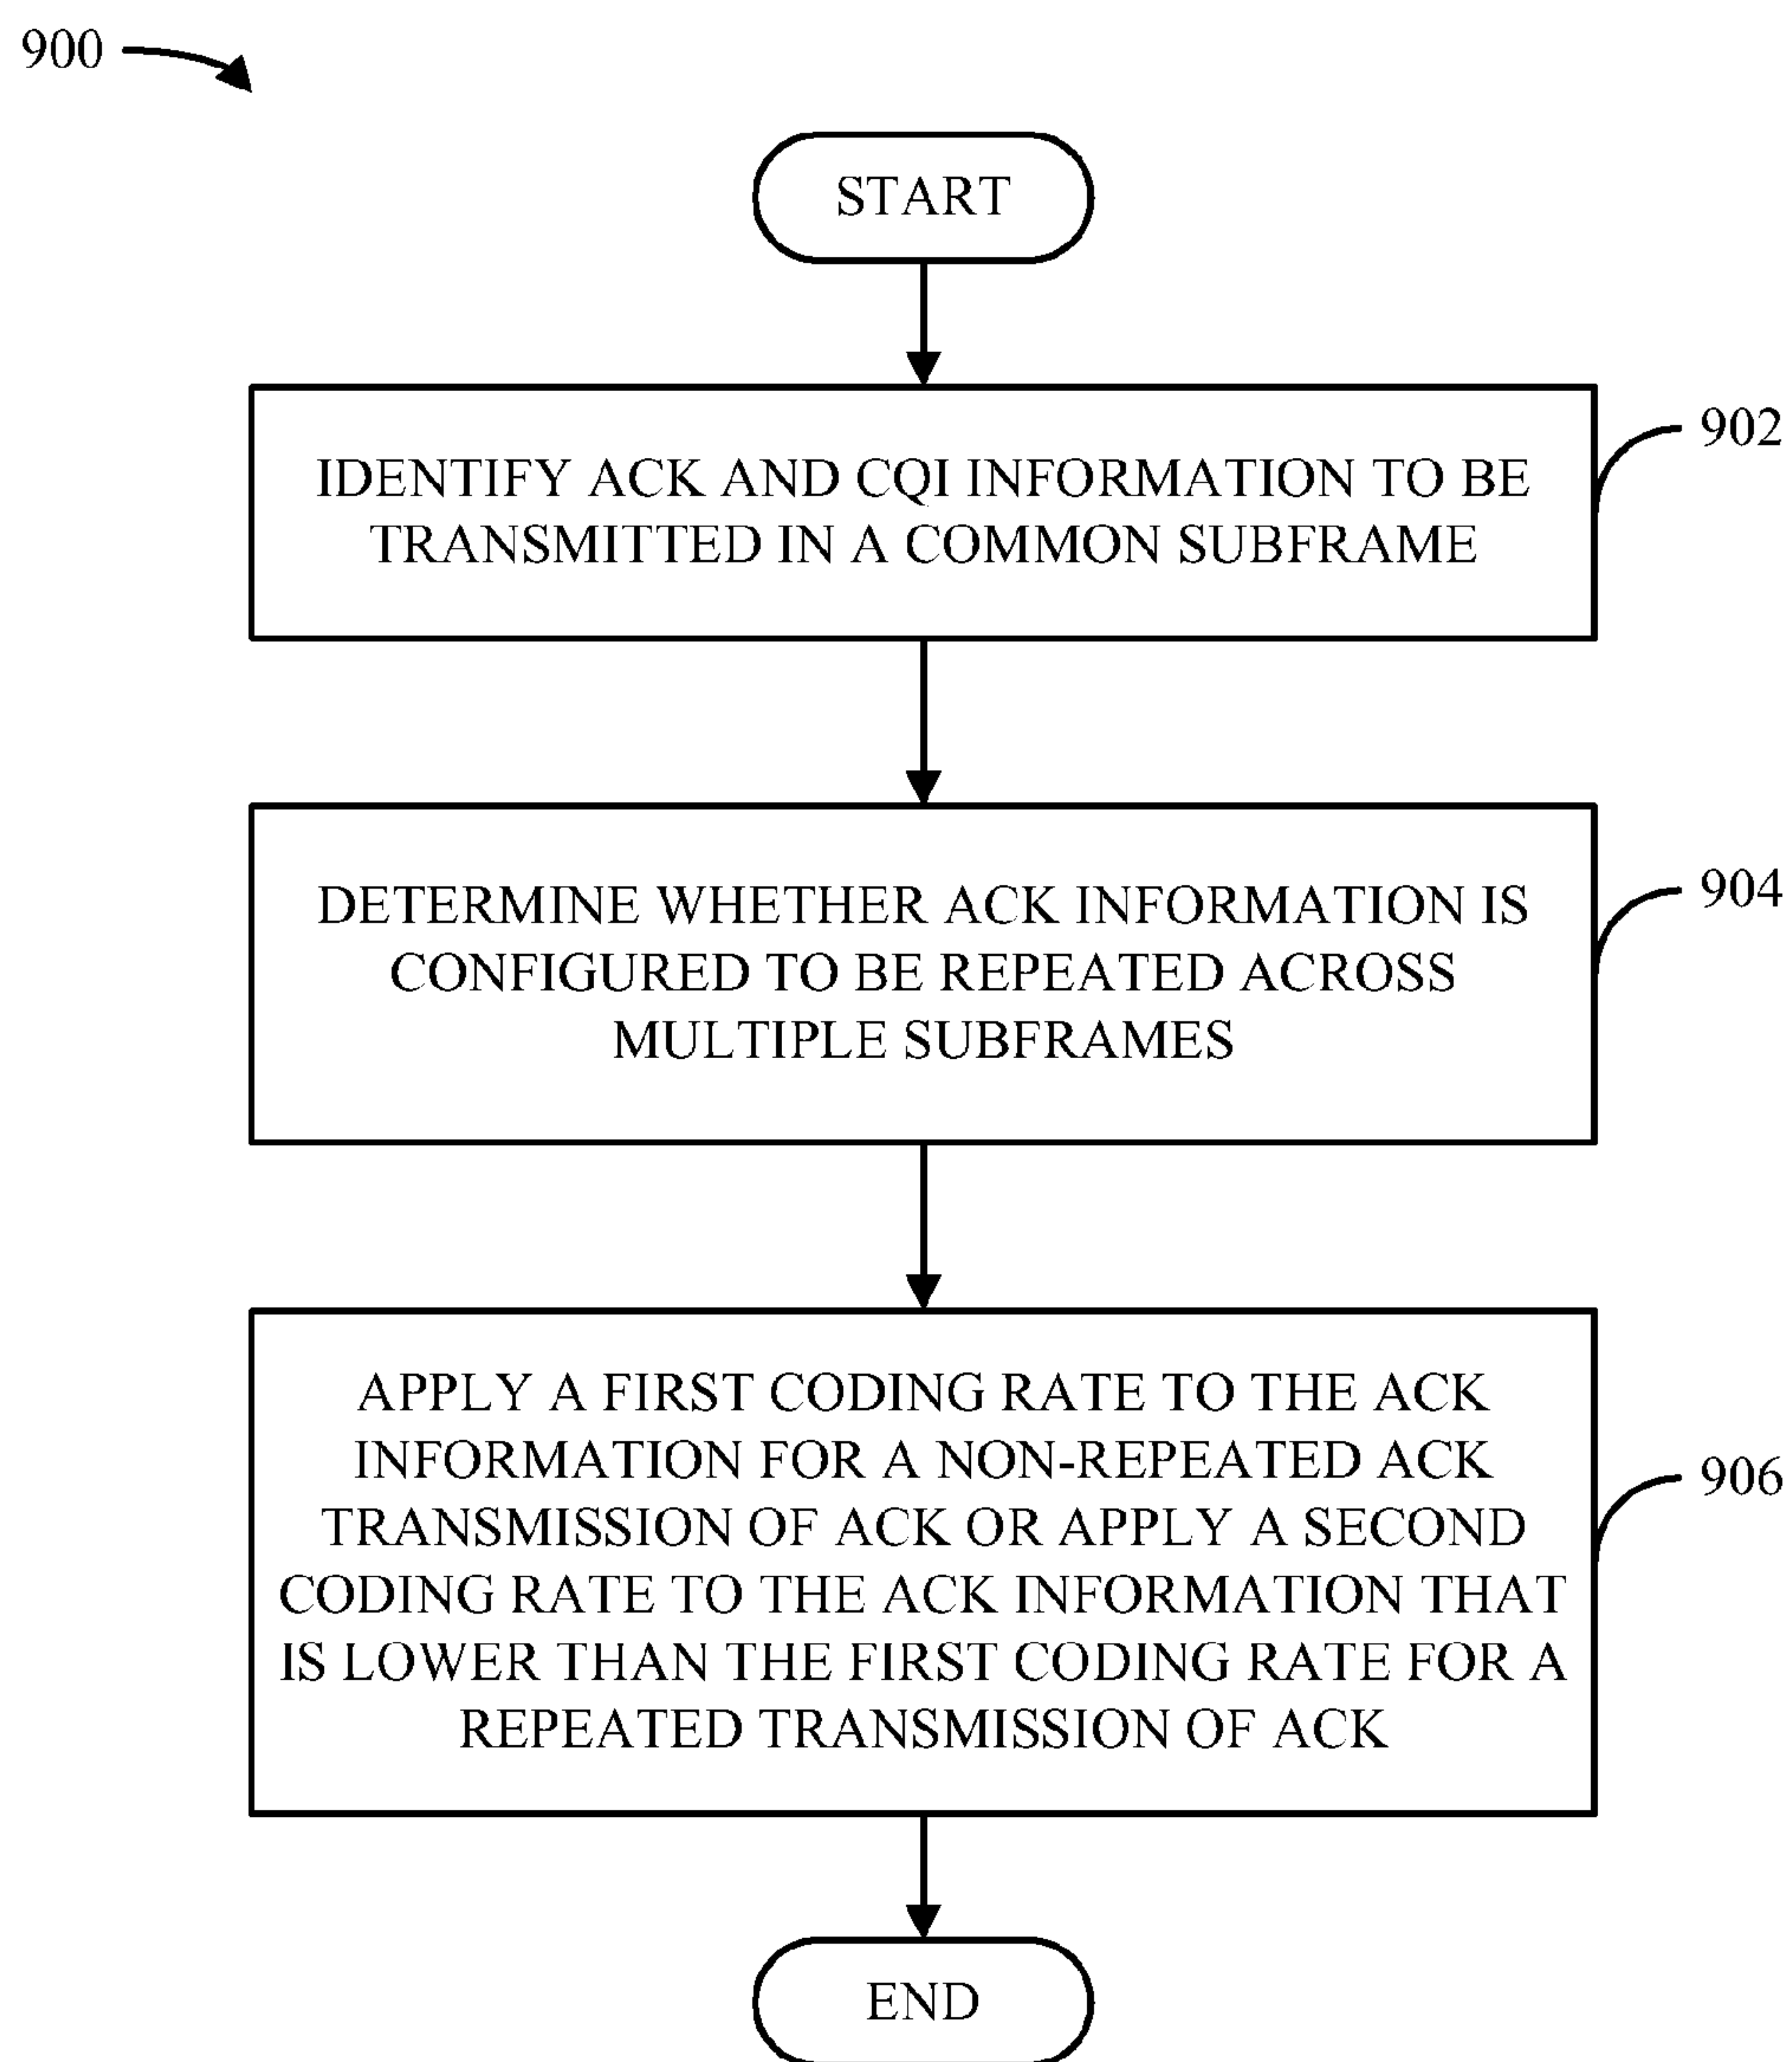 900
START
IDENTIFY ACK AND CQI INFORMATION TO BE
TRANSMITTED IN A COMMON SUBFRAME
902
DETERMINE WHETHER ACK INFORMATION IS
CONFIGURED TO BE REPEATED ACROSS
MULTIPLE SUBFRAMES
904
APPLY A FIRST CODING RATE TO THE ACK
INFORMATION FOR A NON-REPEATED ACK
TRANSMISSION OF ACK OR APPLY A SECOND
CODING RATE TO THE ACK INFORMATION THAT
IS LOWER THAN THE FIRST CODING RATE FOR A
REPEATED TRANSMISSION OF ACK
906
END